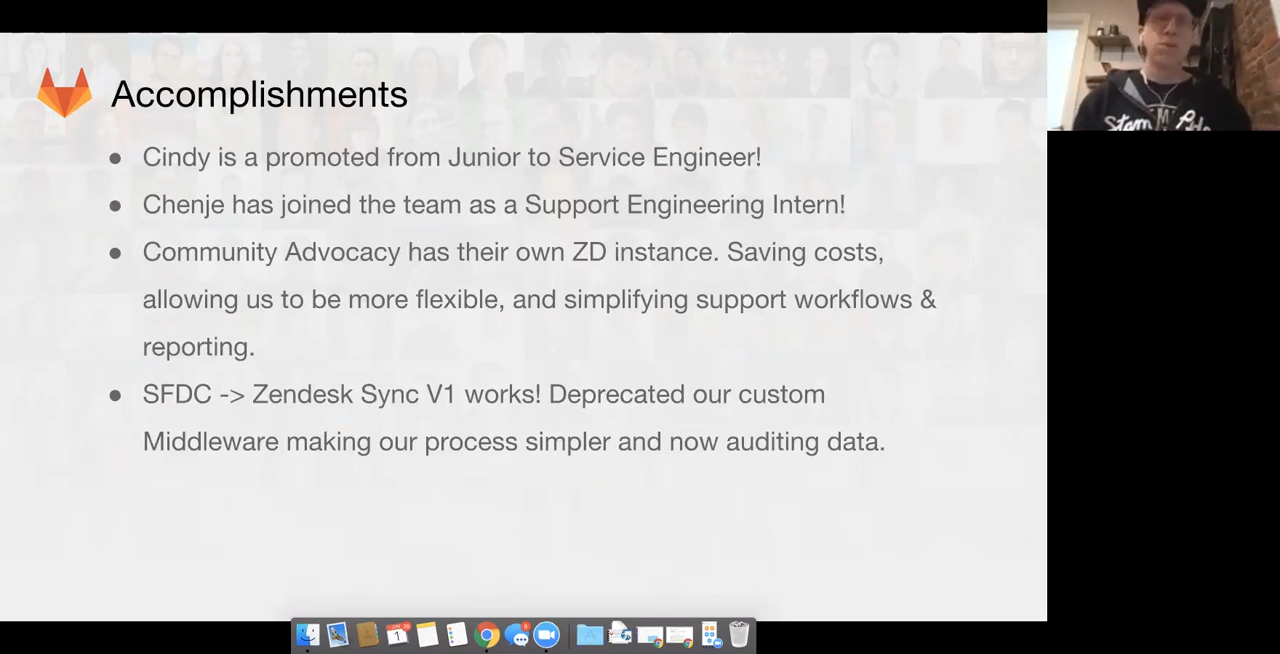 Accomplishments
● Cindy is a promoted from Junior to Service Engineer!
● Chenje has joined the team as a Support Engineering Intern!
● Community Advocacy has their own ZD instance. Saving costs,
allowing us to be more flexible, and simplifying support workflows &
reporting.
● SFDC -> Zendesk Sync V1 works! Deprecated our custom
Middleware making our process simpler and now auditing data.
1